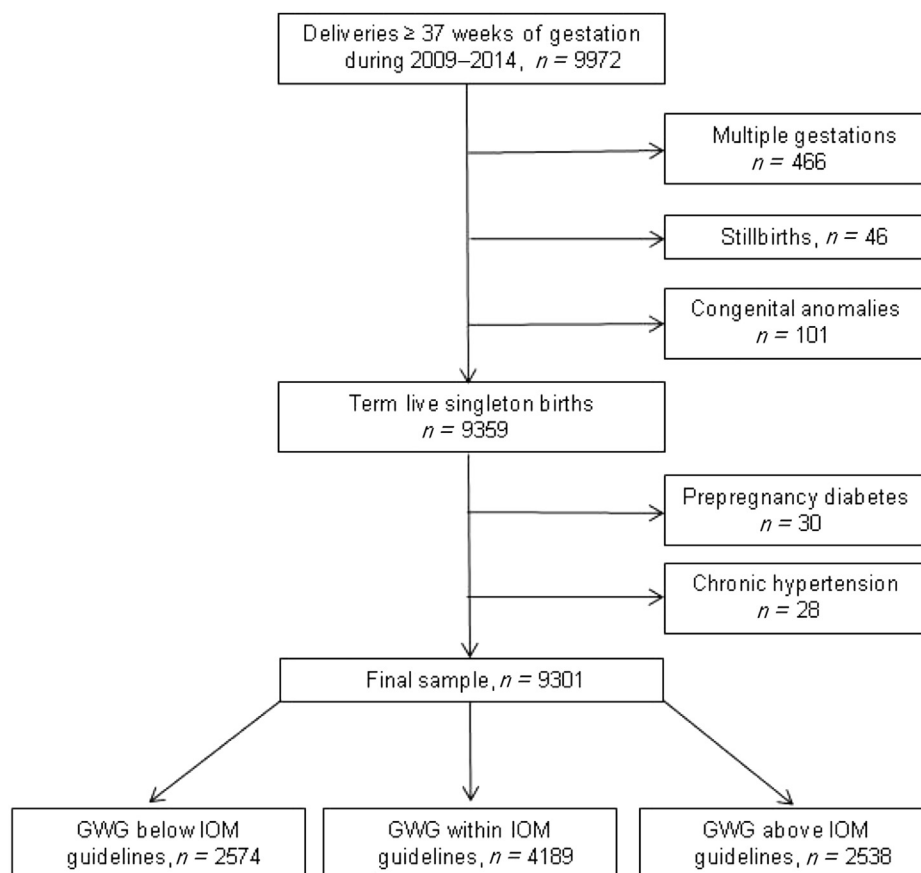 Deliveries ≥ 37 weeks of gestation
during 2009–2014, n = 9972
Multiple gestations
n = 466
Stillbirths, n = 46
Congenital anomalies
n = 101
Term live singleton births
n = 9359
Prepregnancy diabetes
n = 30
Chronic hypertension
n = 28
Final sample, n = 9301
GWG below IOM
guidelines, n = 2574
GWG within IOM
guidelines, n = 4189
GWG above IOM
guidelines, n = 2538